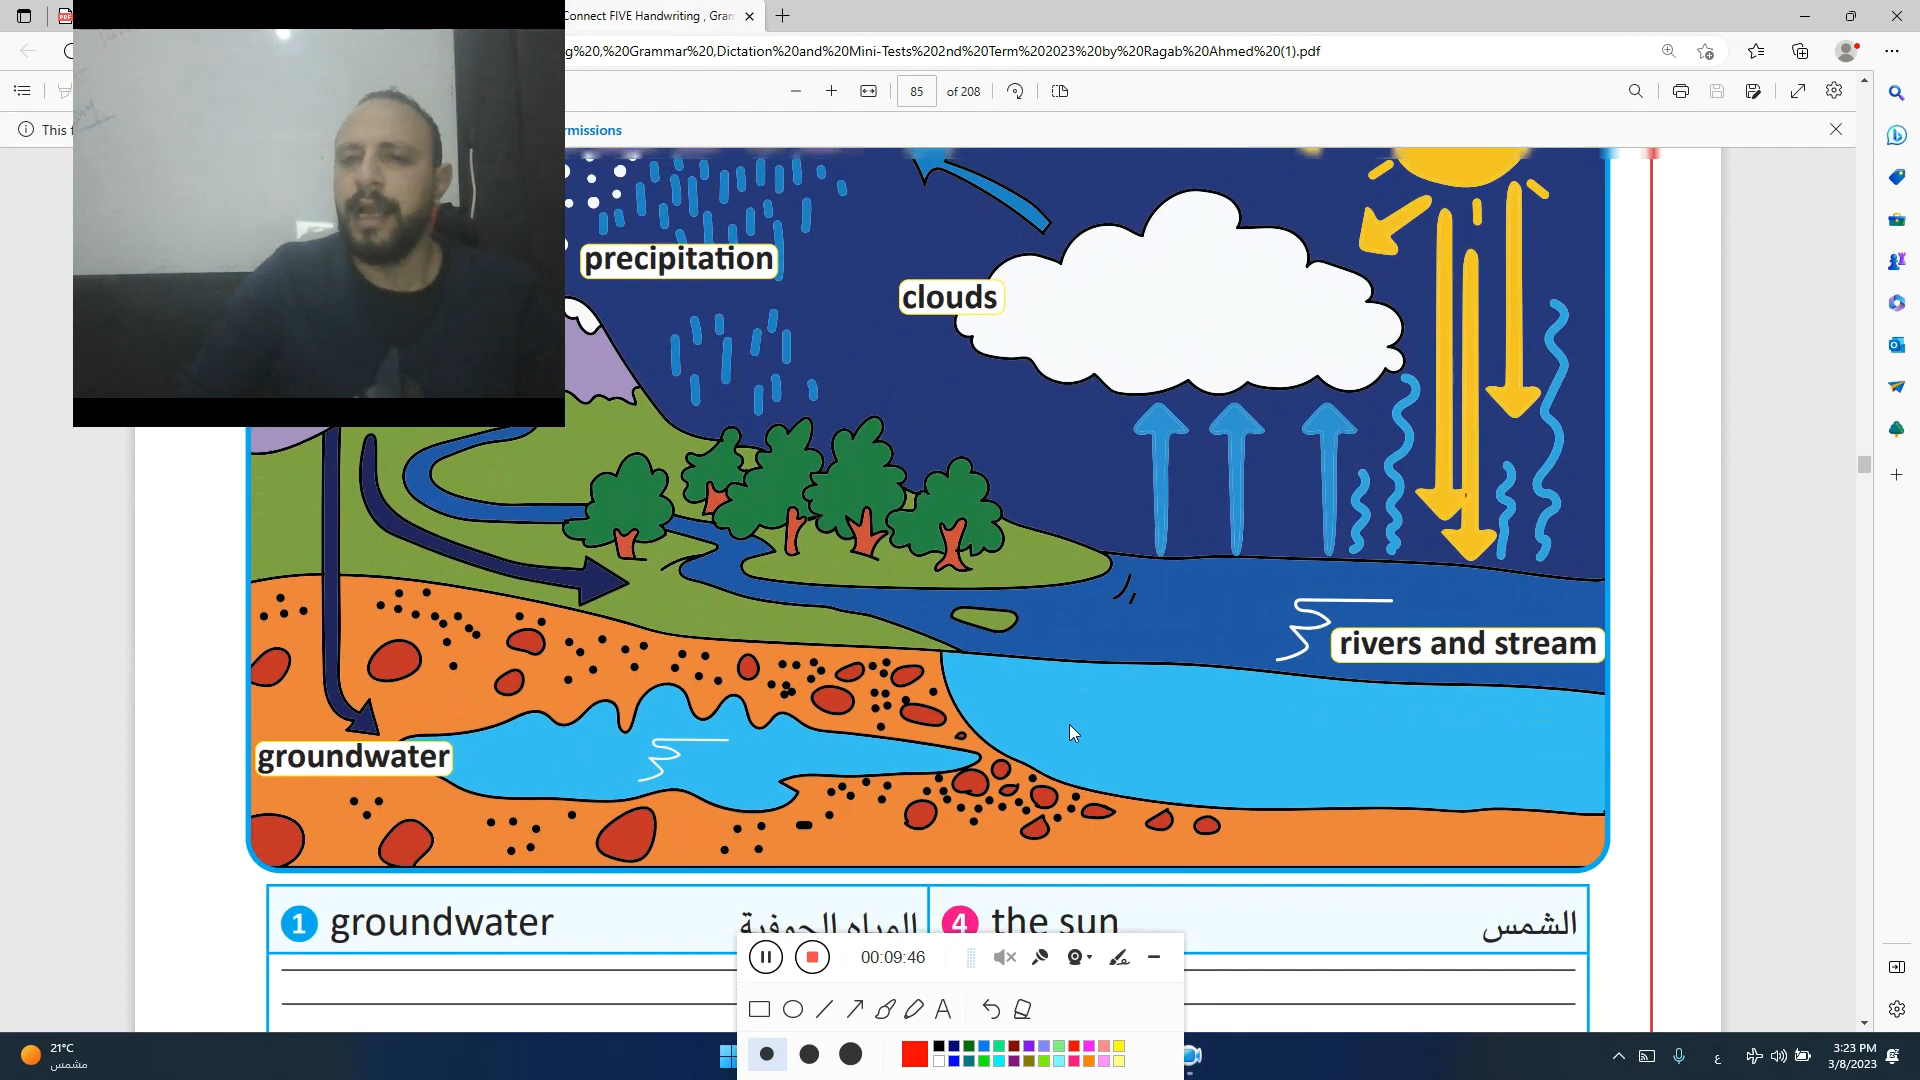 Connect FIVE Handwriting , Gram
g%20,%20Grammar%20,Dictation%20and%20Mini-Tests%202nd%20Term%202023%20by%20Ragab%20Ahmed%20(1).pdf
85 of 208
This
rmissions
precipitation
clouds
rivers and stream
groundwater
1 groundwater المياه الجوفية
4 the sun الشمس
00:09:46
21°C
مشمس
ع
3:23 PM
3/8/2023